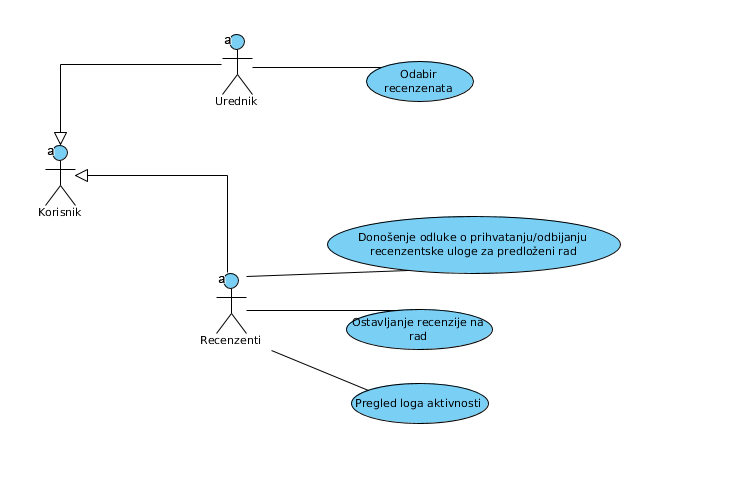 a
Urednik
Odabir
recenzenata
a
Korisnik
Donošenje odluke o prihvatanju/odbijanju
recenzentske uloge za predloženi rad
a
Recenzenti
Ostavljanje recenzije na
rad
Pregled loga aktivnosti